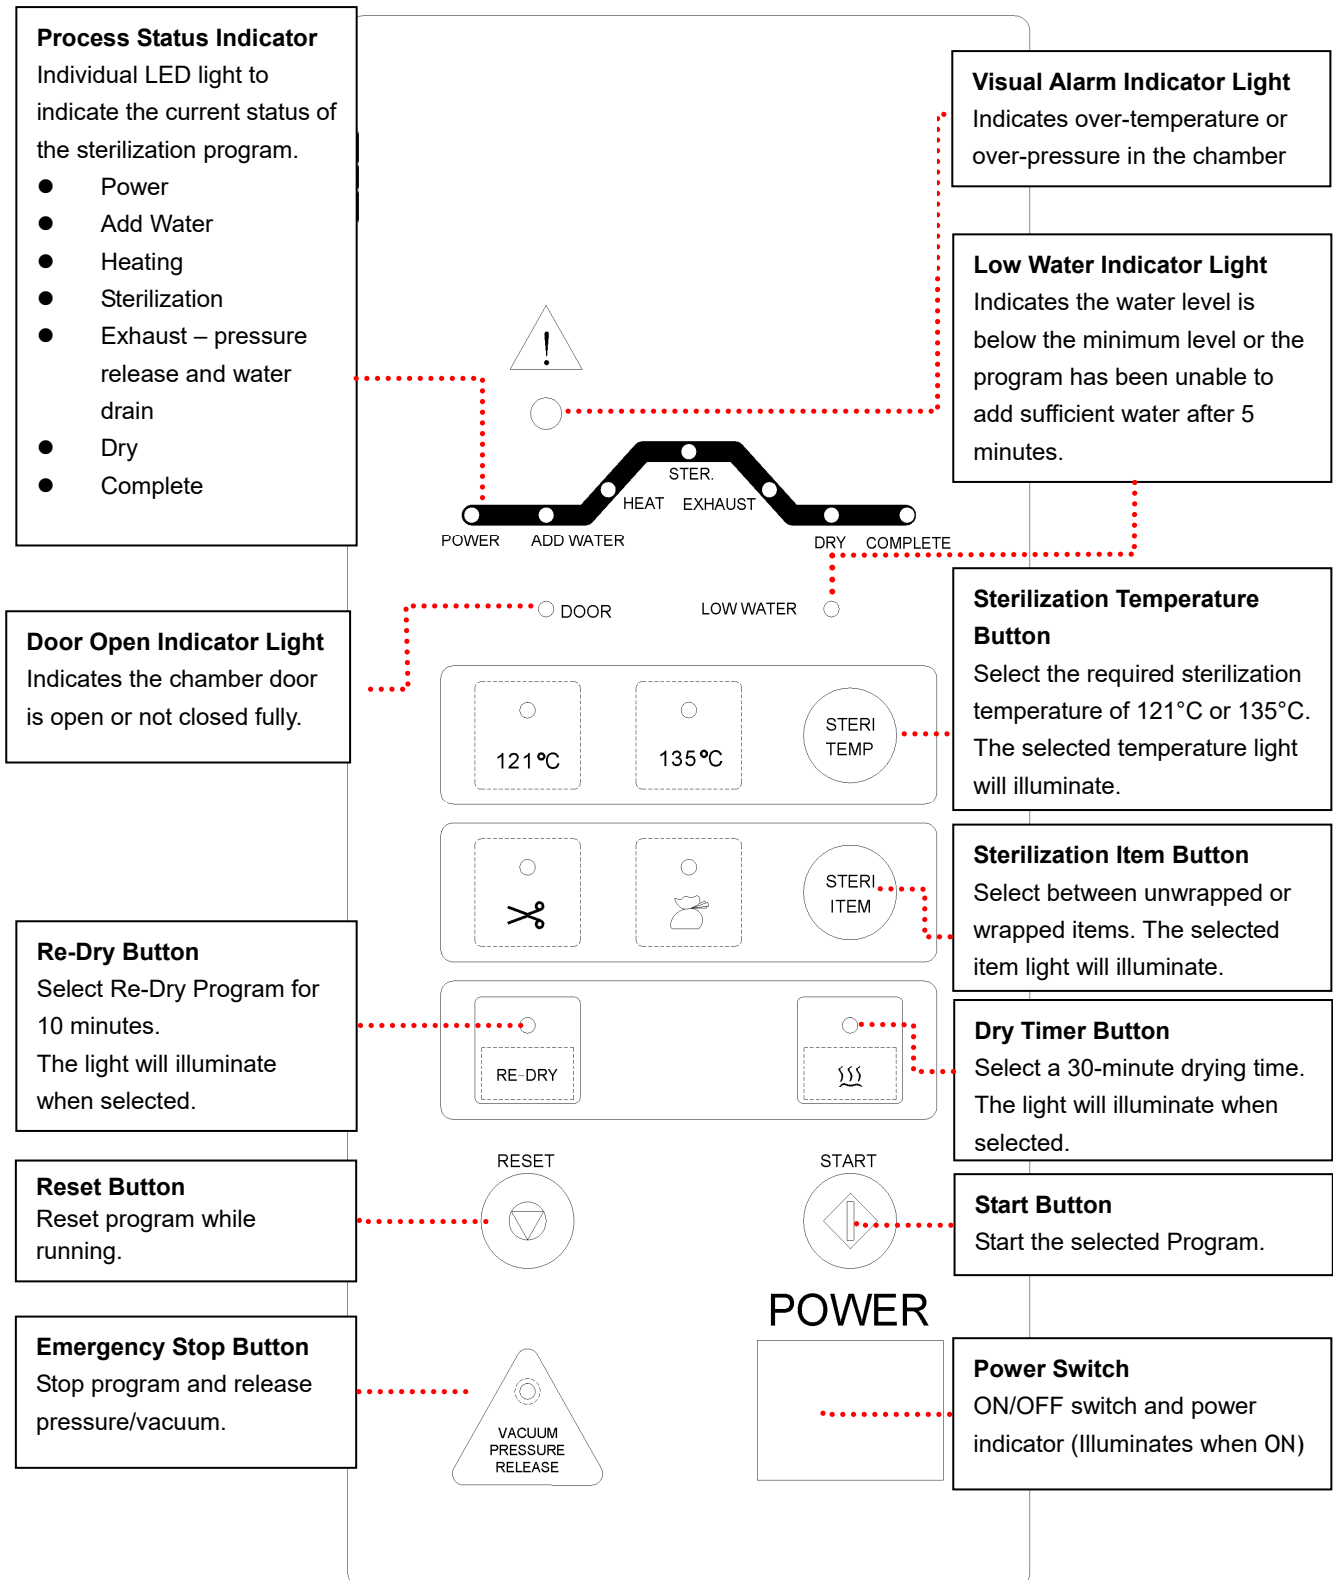 Process Status Indicator
Individual LED light to
indicate the current status of
the sterilization program.
● Power
● Add Water
● Heating
● Sterilization
● Exhaust – pressure
release and water
drain
● Dry
● Complete
Visual Alarm Indicator Light
Indicates over-temperature or
over-pressure in the chamber
Low Water Indicator Light
Indicates the water level is
below the minimum level or the
program has been unable to
add sufficient water after 5
minutes.
!
STER.
HEAT EXHAUST
POWER ADD WATER DRY COMPLETE
DOOR LOW WATER
Door Open Indicator Light
Indicates the chamber door
is open or not closed fully.
Sterilization Temperature
Button
Select the required sterilization
temperature of 121°C or 135°C.
The selected temperature light
will illuminate.
121°C 135°C STERI
TEMP
Sterilization Item Button
Select between unwrapped or
wrapped items. The selected
item light will illuminate.
STERI
ITEM
Re-Dry Button
Select Re-Dry Program for
10 minutes.
The light will illuminate
when selected.
RE-DRY
Dry Timer Button
Select a 30-minute drying time.
The light will illuminate when
selected.
RESET START
Reset Button
Reset program while
running.
Start Button
Start the selected Program.
POWER
Emergency Stop Button
Stop program and release
pressure/vacuum.
VACUUM
PRESSURE
RELEASE
Power Switch
ON/OFF switch and power
indicator (Illuminates when ON)